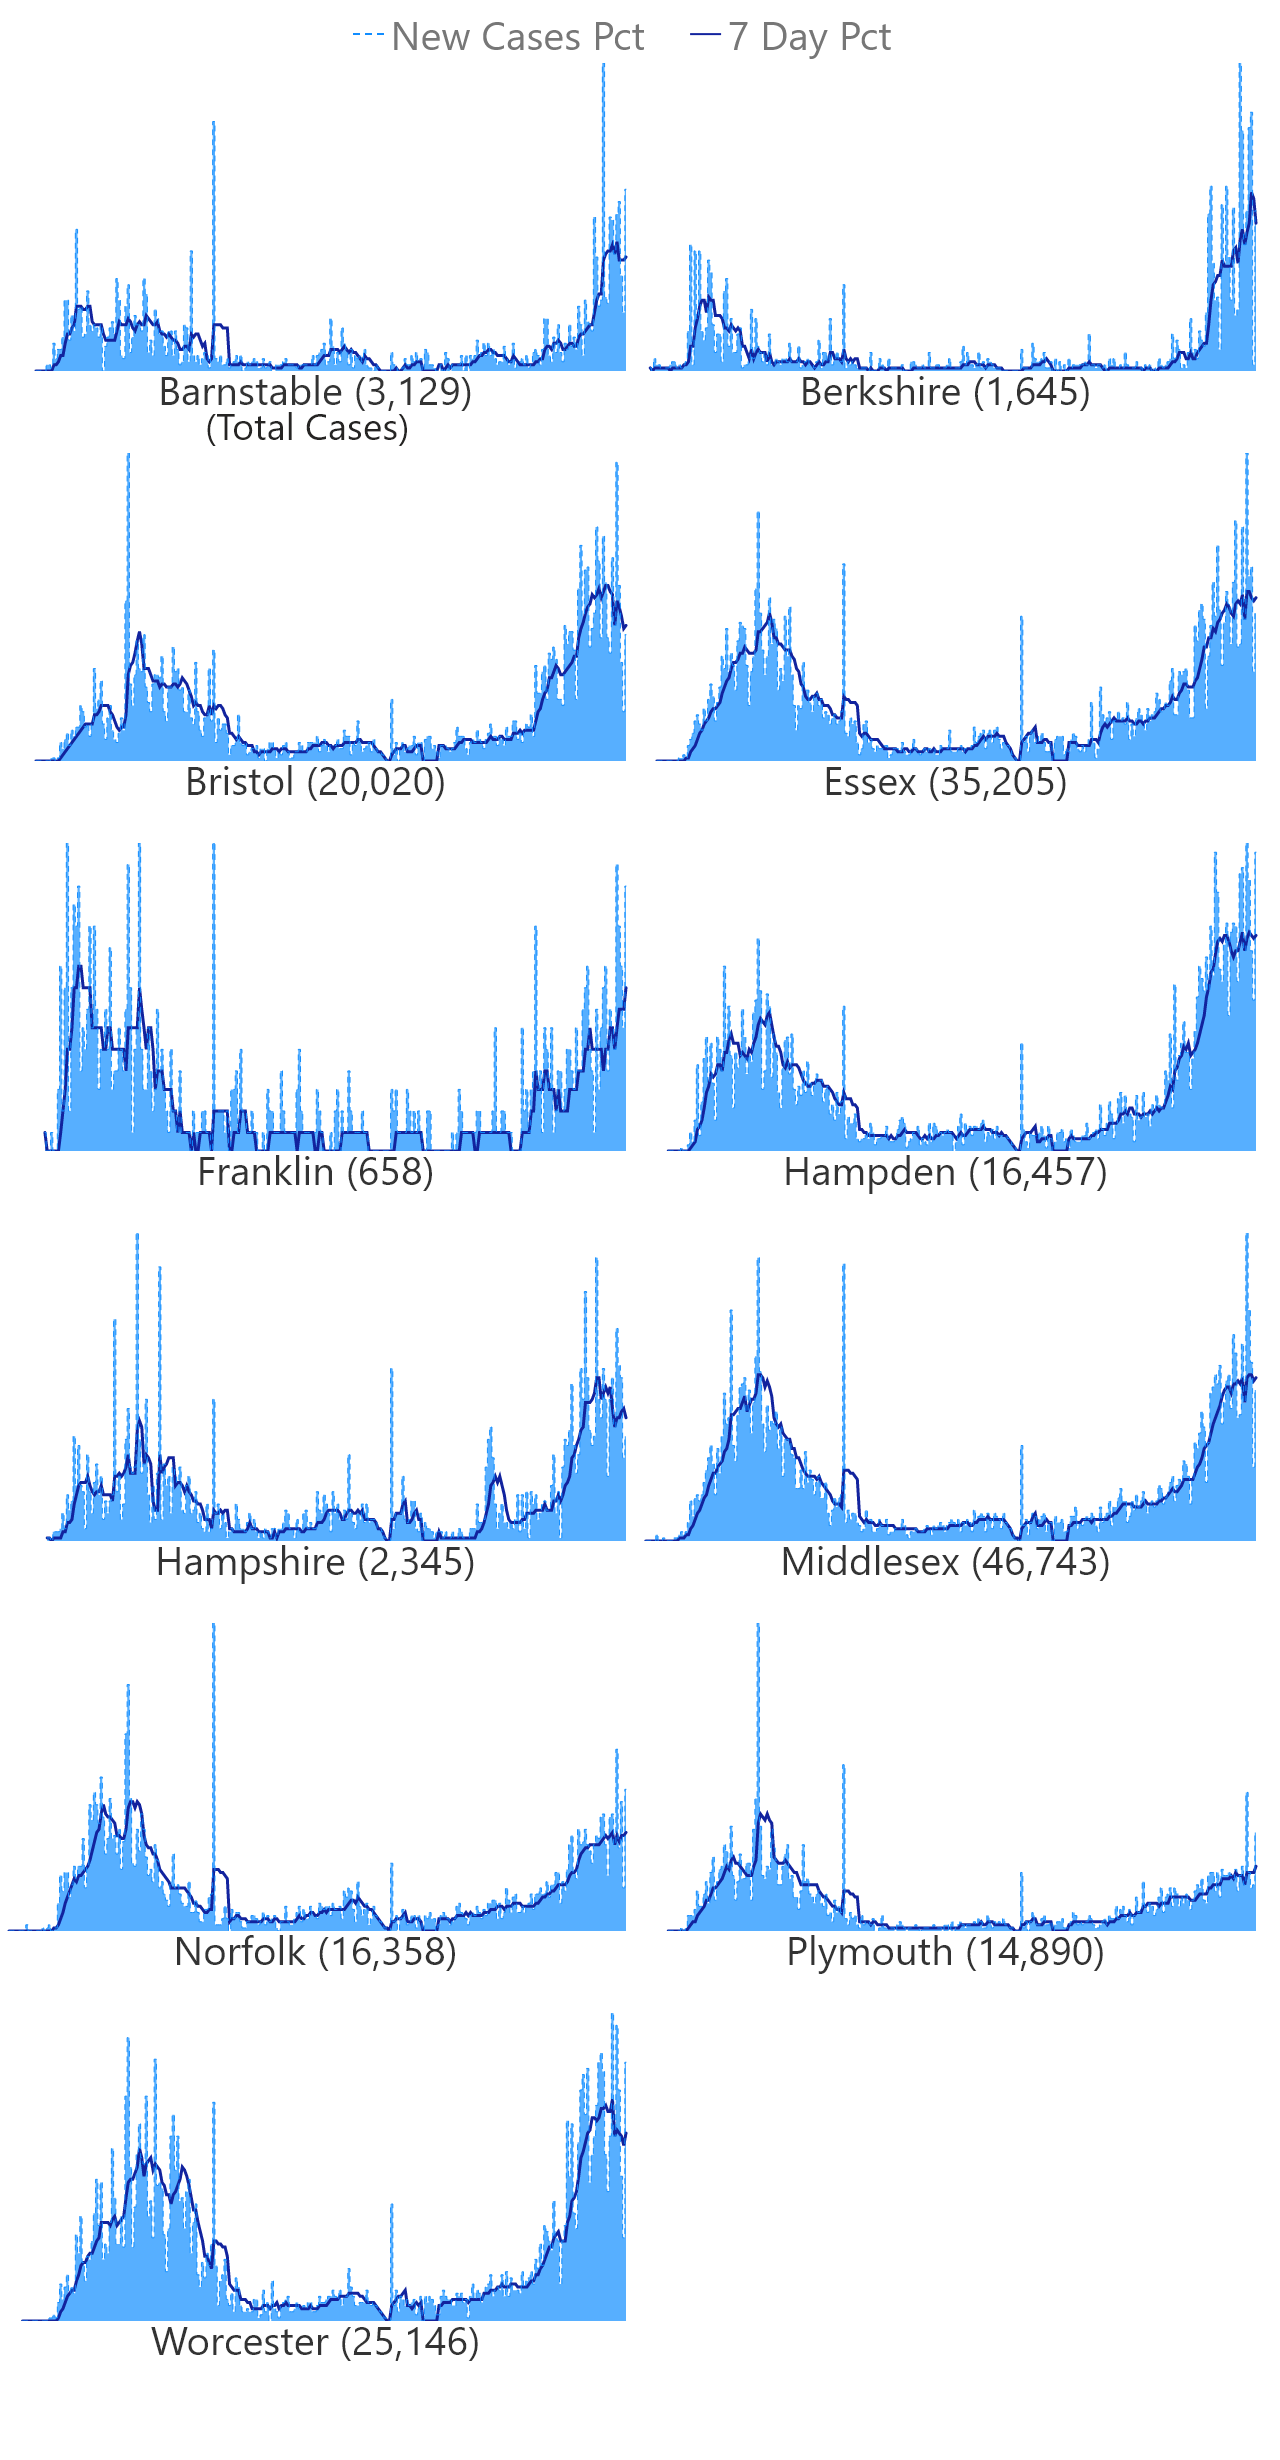 New Cases Pct 7 Day Pct
Barnstable (3,129)
(Total Cases)
Berkshire (1,645)
Bristol (20,020)
Essex (35,205)
Franklin (658)
Hampden (16,457)
Hampshire (2,345)
Middlesex (46,743)
Norfolk (16,358)
Plymouth (14,890)
Worcester (25,146)